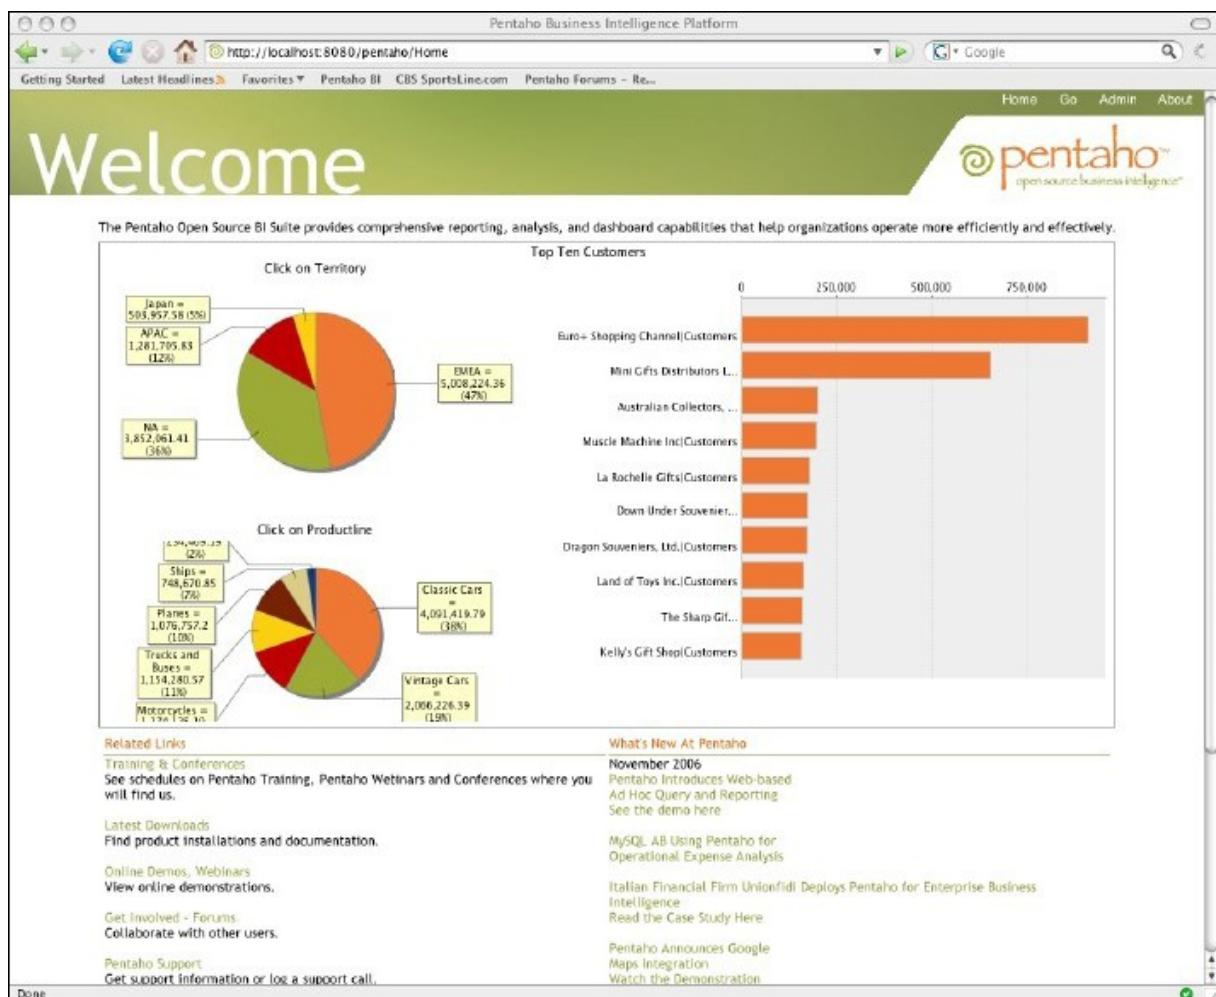 Pentaho Business Intelligence Platform
http://localhost:8080/pentaho/Home
Google
Getting Started Latest Headlines Favorites Pentaho BI CBS SportsLine.com Pentaho Forums - Re...
Home Go Admin About
Welcome
pentaho™
open source business intelligence™
The Pentaho Open Source BI Suite provides comprehensive reporting, analysis, and dashboard capabilities that help organizations operate more efficiently and effectively.
Top Ten Customers
Click on Territory
Japan =
503,957.58 (5%)
APAC =
1,281,705.83
(12%)
EMEA =
5,008,224.36
(47%)
NA =
3,852,061.41
(36%)
Click on Productline
(2%)
Ships =
748,670.85
(7%)
Planes =
1,076,757.2
(10%)
Trucks and
Buses =
1,154,280.57
(11%)
Motorcycles =
Classic Cars
=
4,091,419.79
(38%)
Vintage Cars
=
2,066,226.39
(19%)
0 250,000 500,000 750,000
Euro+ Shopping Channel|Customers
Mini Gifts Distributors L...
Australian Collectors, ...
Muscle Machine Inc|Customers
La Rochelle Gifts|Customers
Down Under Souvenier...
Dragon Souveniers, Ltd.|Customers
Land of Toys Inc.|Customers
The Sharp Gif...
Kelly's Gift Shop|Customers
Related Links
Training & Conferences
See schedules on Pentaho Training, Pentaho Webinars and Conferences where you
will find us.
Latest Downloads
Find product installations and documentation.
Online Demos, Webinars
View online demonstrations.
Get Involved - Forums
Collaborate with other users.
Pentaho Support
Get support information or log a support call.
What's New At Pentaho
November 2006
Pentaho Introduces Web-based
Ad Hoc Query and Reporting
See the demo here
MySQL AB Using Pentaho for
Operational Expense Analysis
Italian Financial Firm Unionfidi Deploys Pentaho for Enterprise Business
Intelligence
Read the Case Study Here
Pentaho Announces Google
Maps Integration
Watch the Demonstration
Done